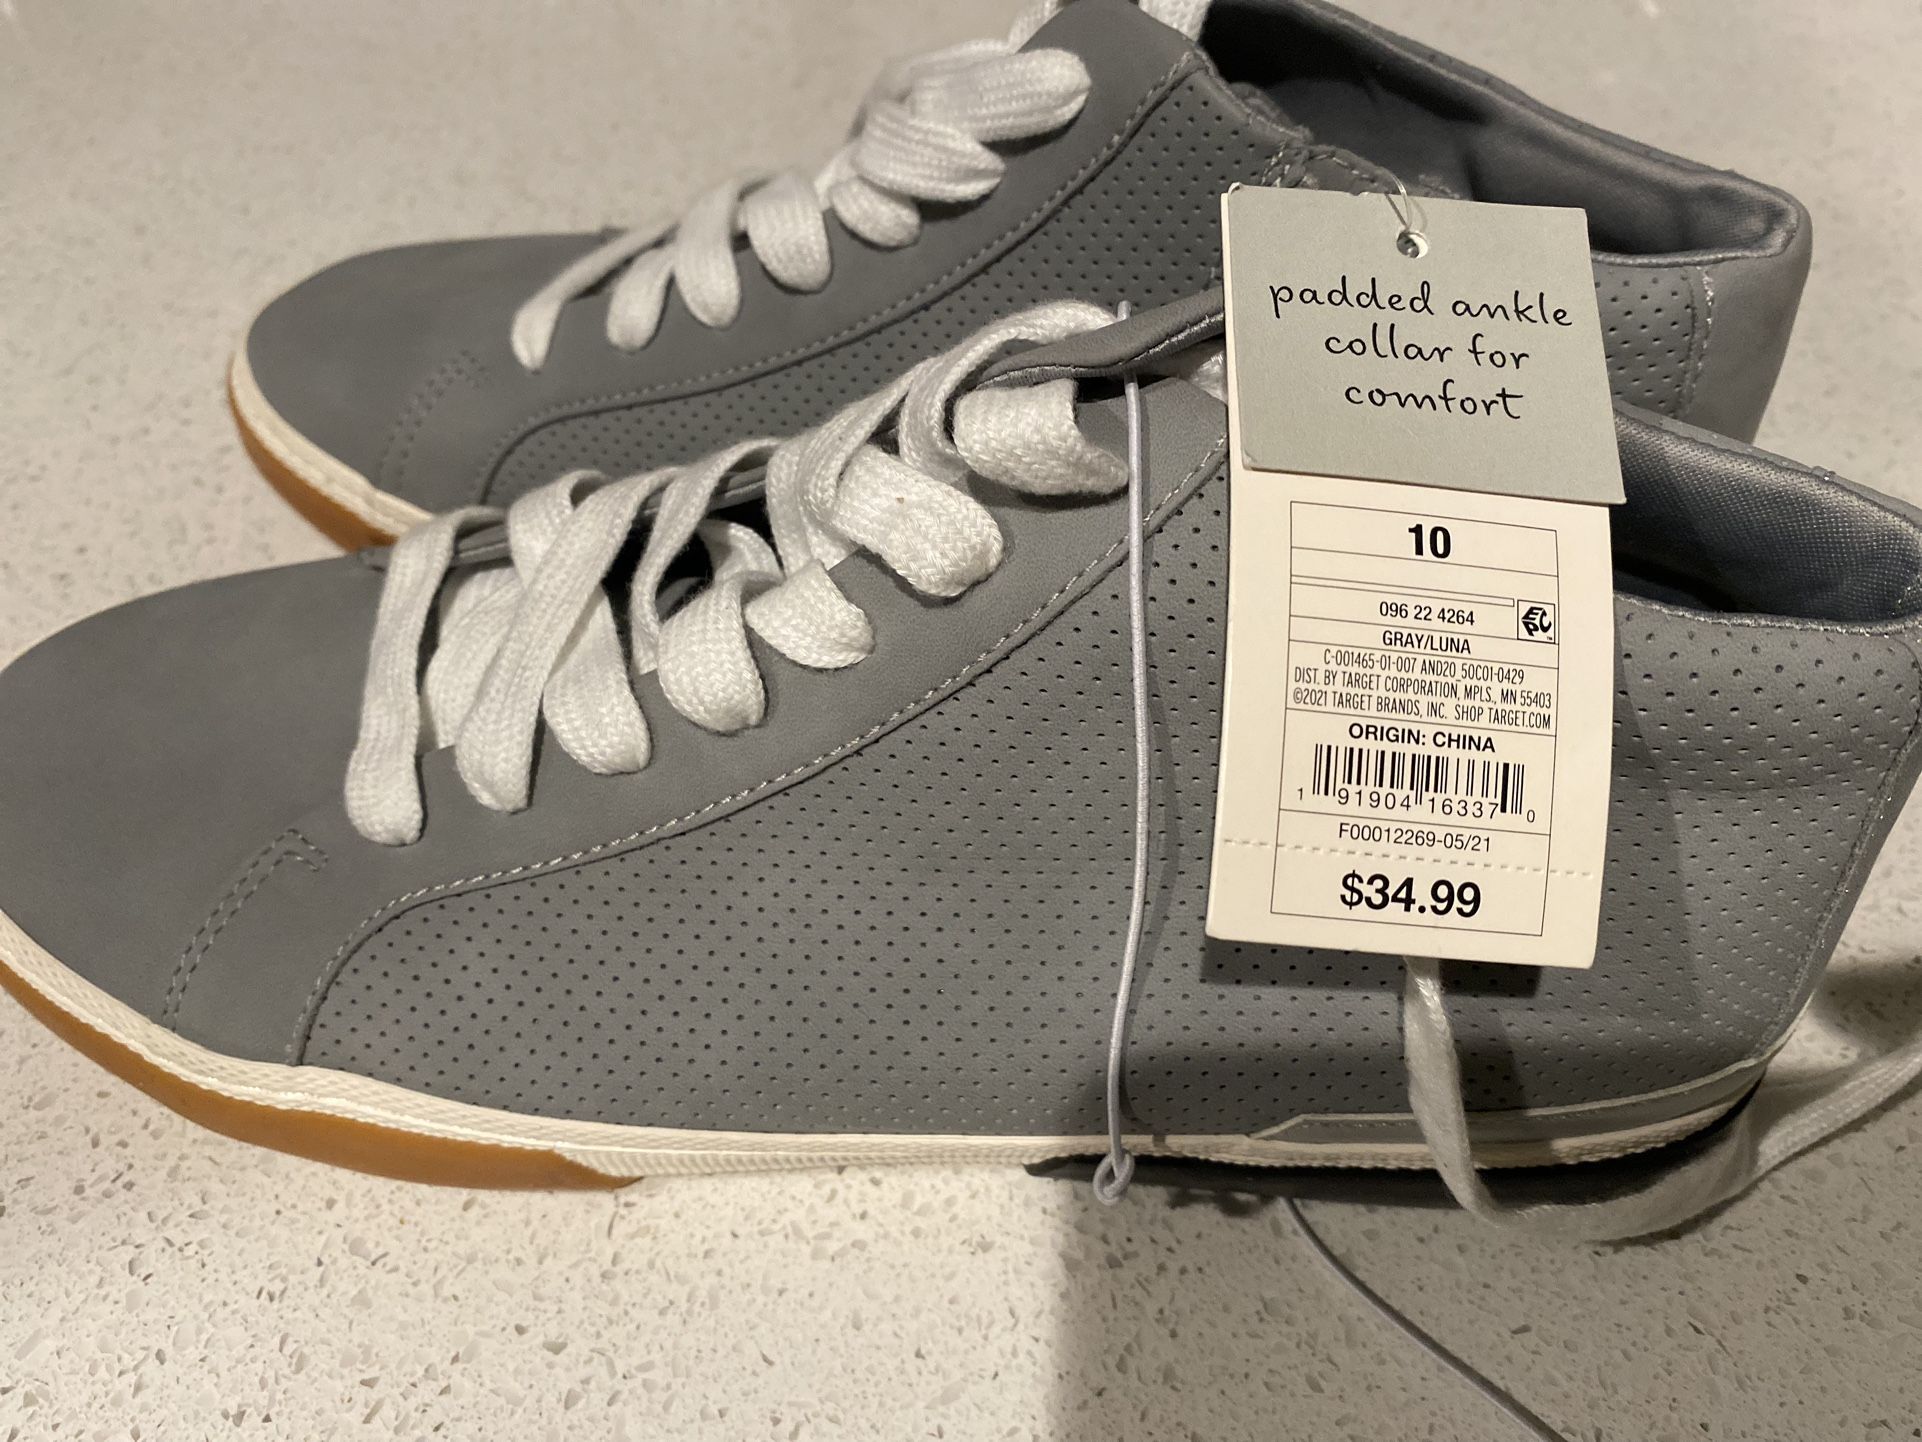 padded ankle
collar for
comfort
10
096 22 4264
EPC
™
GRAY/LUNA
C-001465-01-007 AND20_50C01-0429
DIST. BY TARGET CORPORATION, MPLS., MN 55403
©2021 TARGET BRANDS, INC. SHOP TARGET.COM
ORIGIN: CHINA
1 91904 16337 0
F00012269-05/21
$34.99